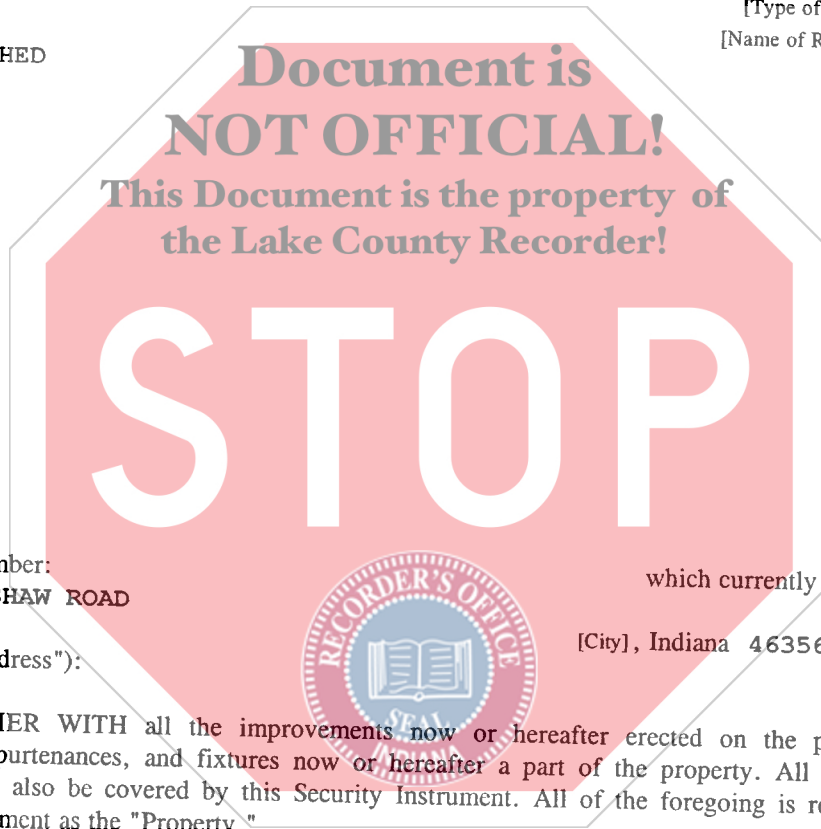 [Type of
[Name of R
HED
Document is
NOT OFFICIAL!
This Document is the property of
the Lake County Recorder!
STOP
mber:
which currently
SHAW ROAD
[City], Indiana 46356
dress"):
RECORDER'S OFFICE
SEAL
INDIANA
HER WITH all the improvements now or hereafter erected on the p
purtenances, and fixtures now or hereafter a part of the property. All
also be covered by this Security Instrument. All of the foregoing is re
ment as the "Property."